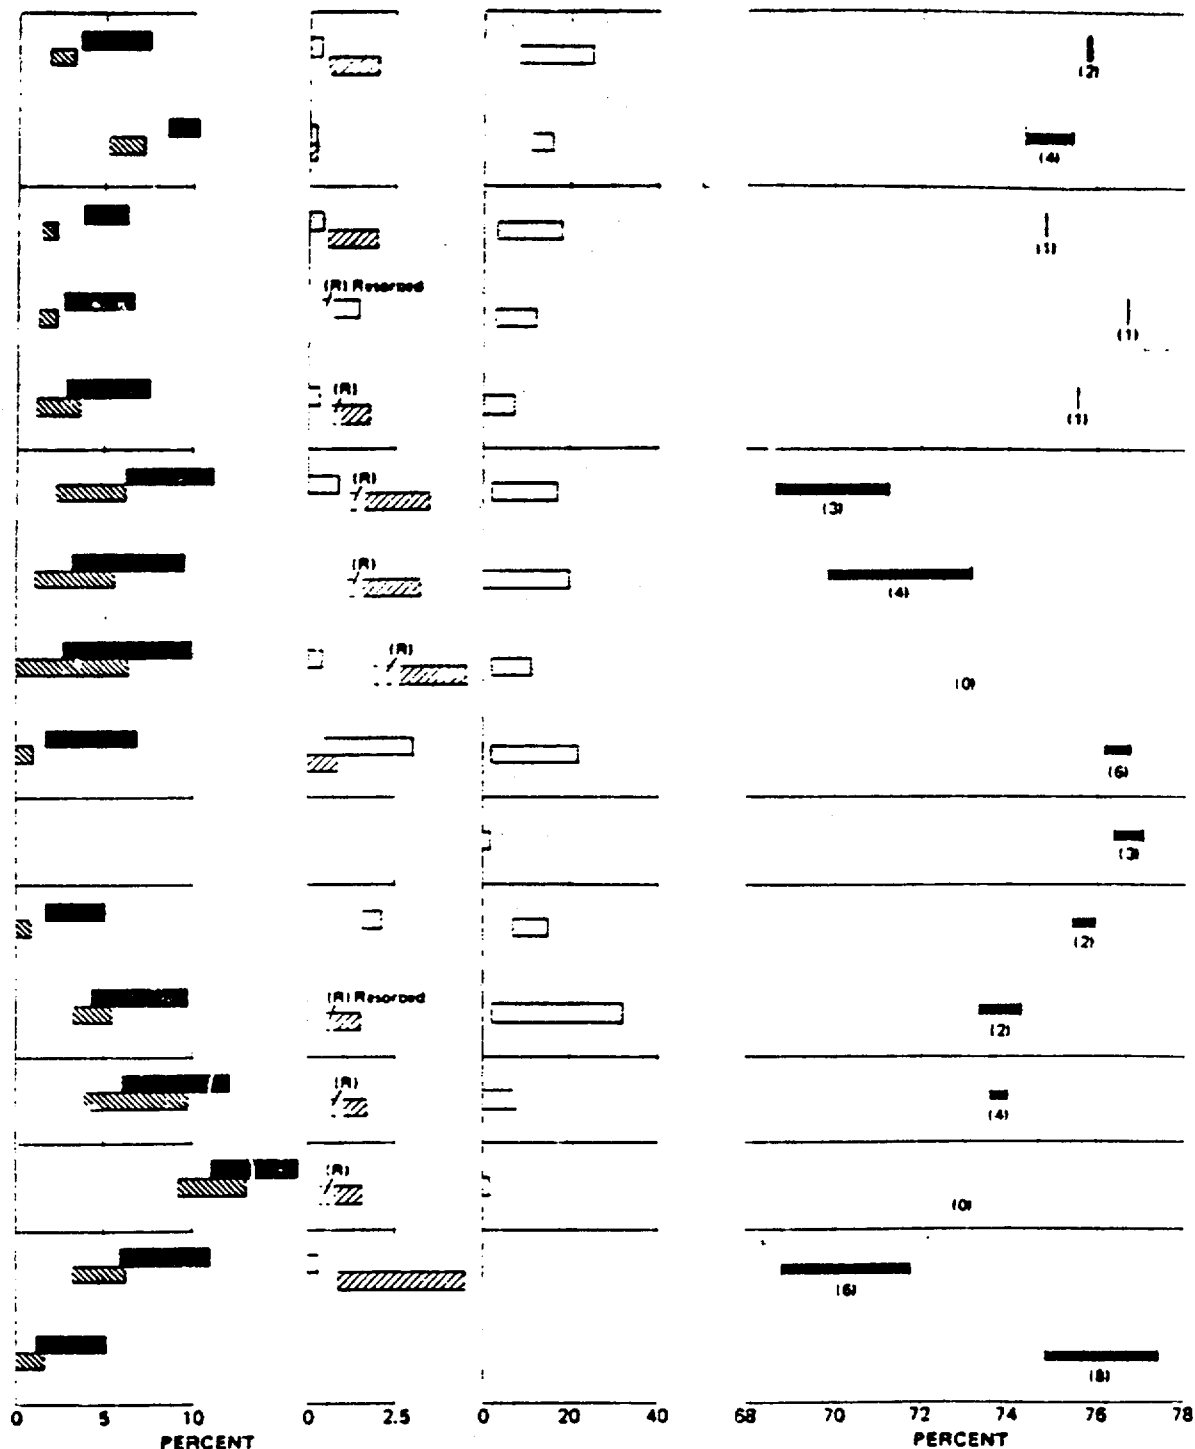 (2)
(4)
(1)
(R) Resorbed
(1)
(R)
(1)
(R)
(3)
(R)
(4)
(R)
(0)
(6)
(3)
(2)
(R) Resorbed
(2)
(R)
(4)
(R)
(0)
(6)
(8)
0 5 10 0 2.5 0 20 40 68 70 72 74 76 78
PERCENT PERCENT